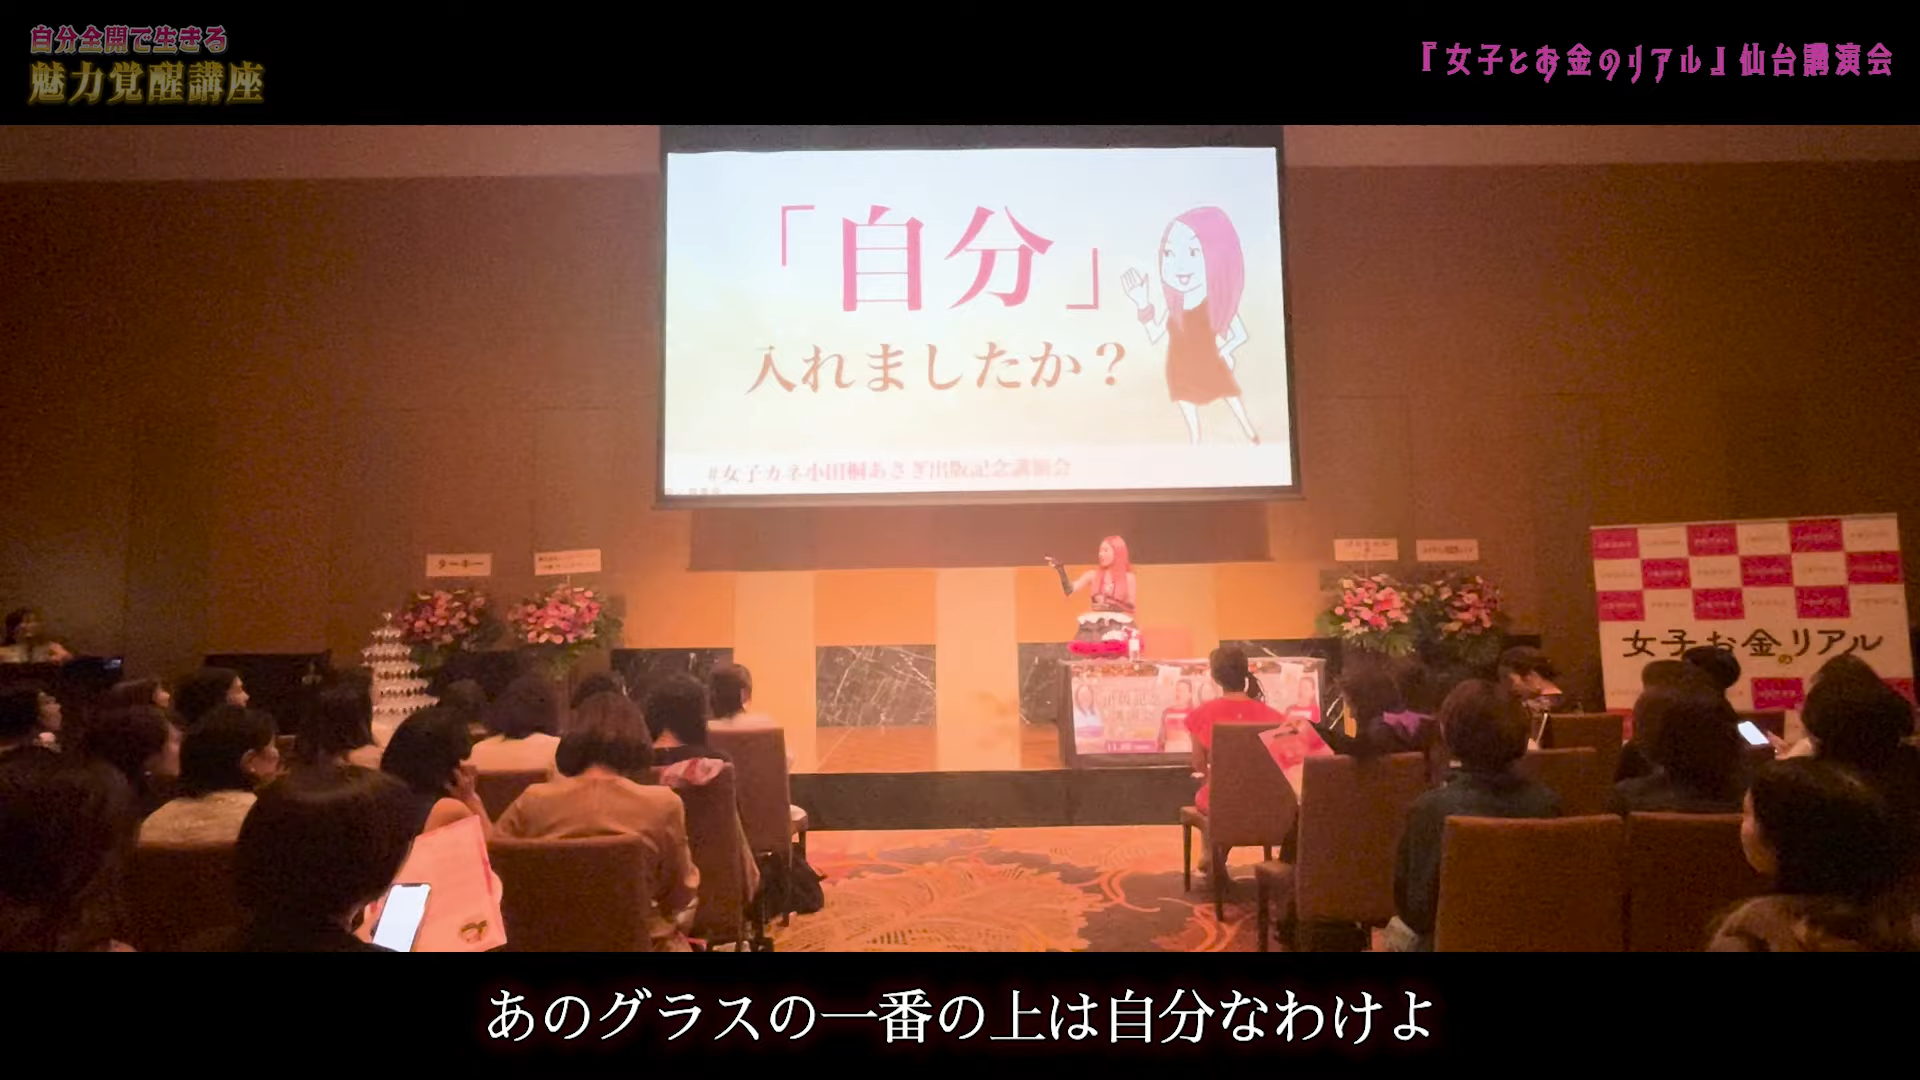 自分全開で生きる
魅力覚醒講座
『女子とお金のリアル』仙台講演会
「自分」
入れましたか？
#女子カネ小田桐あさぎ出版記念講演会
ターキー
女子お金のリアル
あのグラスの一番の上は自分なわけよ